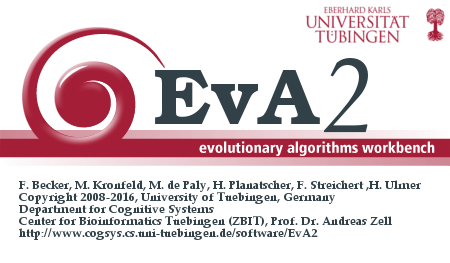 EBERHARD KARLS
UNIVERSITÄT
TÜBINGEN
EvA2
evolutionary algorithms workbench
F. Becker, M. Kronfeld, M. de Paly, H. Planatscher, F. Streichert ,H. Ulmer
Copyright 2008-2016, University of Tuebingen, Germany
Department for Cognitive Systems
Center for Bioinformatics Tuebingen (ZBIT), Prof. Dr. Andreas Zell
http://www.cogsys.cs.uni-tuebingen.de/software/EvA2